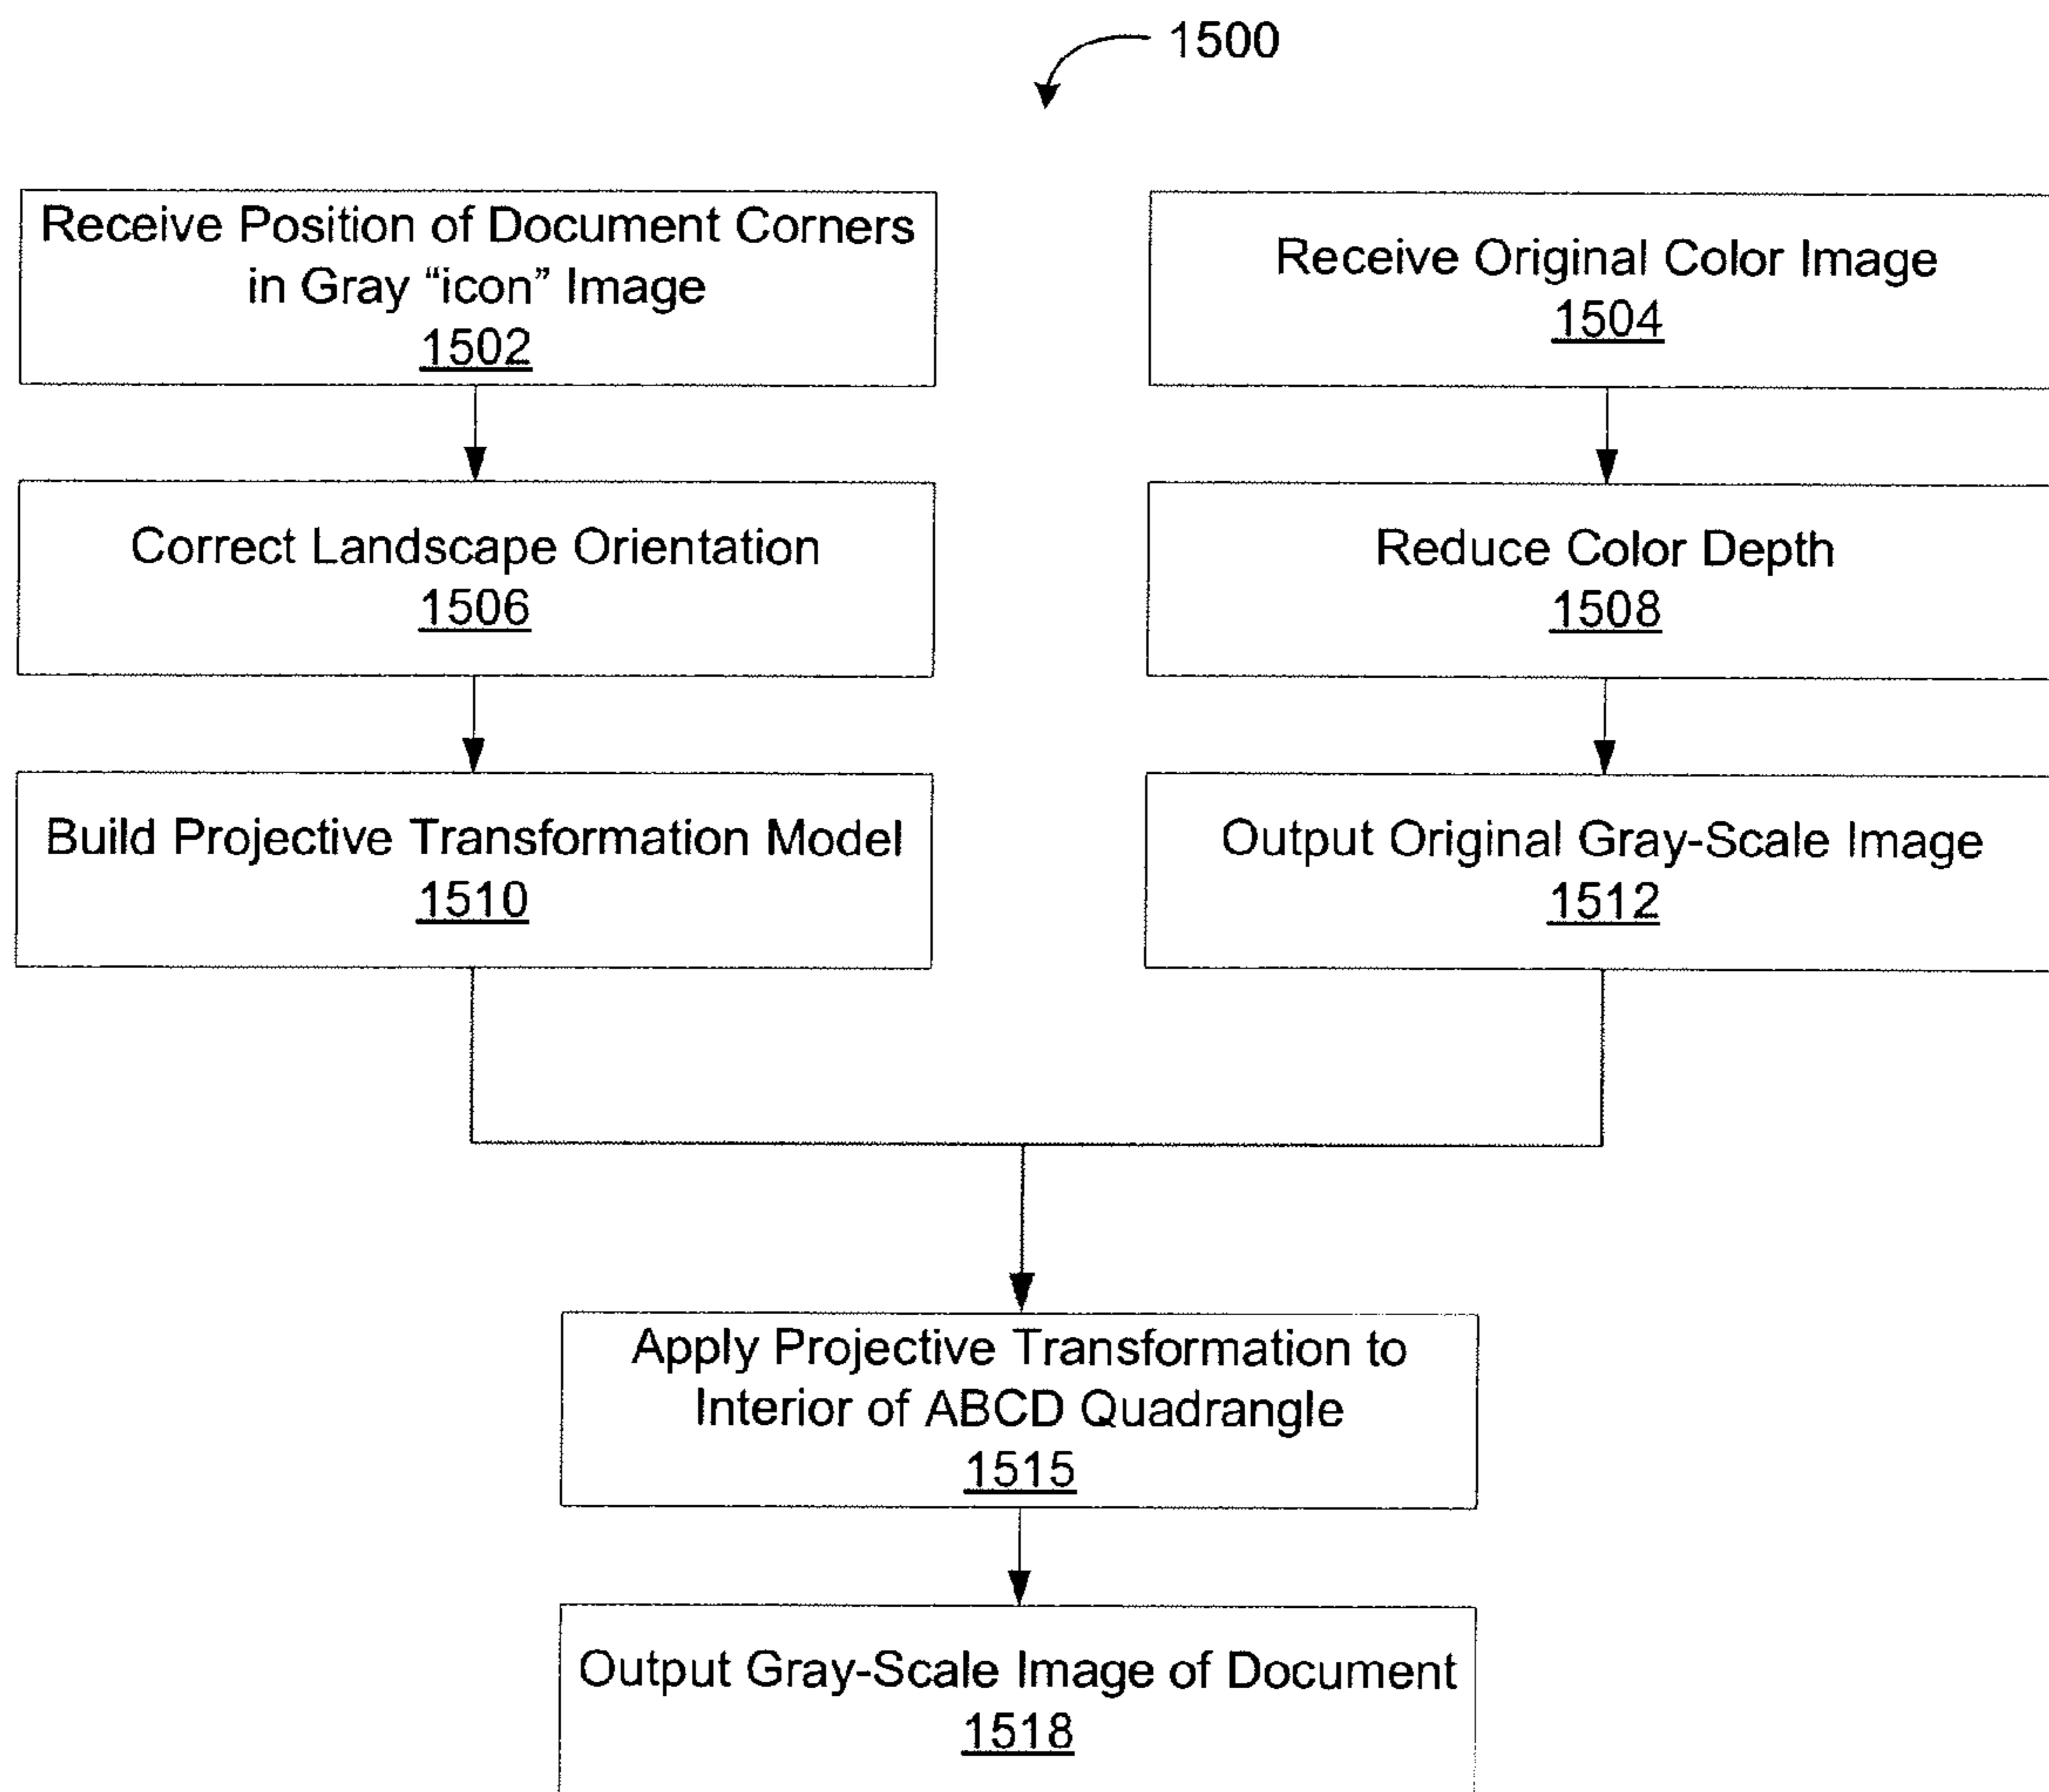 1500
Receive Position of Document Corners
in Gray “icon” Image
1502
Receive Original Color Image
1504
Correct Landscape Orientation
1506
Reduce Color Depth
1508
Build Projective Transformation Model
1510
Output Original Gray-Scale Image
1512
Apply Projective Transformation to
Interior of ABCD Quadrangle
1515
Output Gray-Scale Image of Document
1518